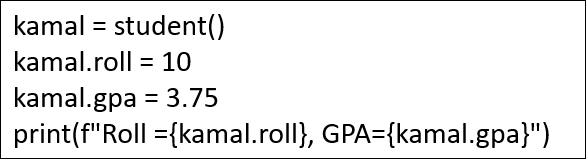 kamal = student()
kamal.roll = 10
kamal.gpa = 3.75
print(f"Roll ={kamal.roll}, GPA={kamal.gpa}")